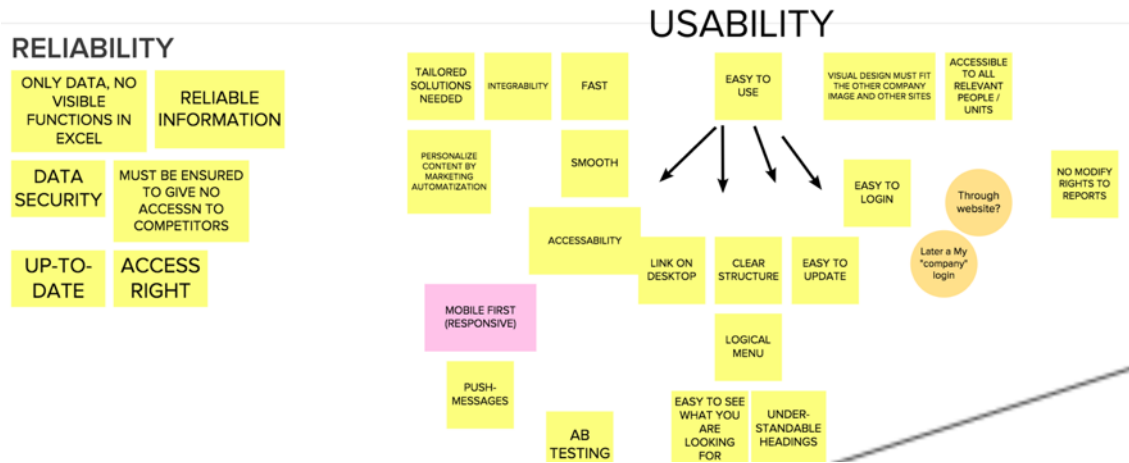 USABILITY
RELIABILITY
ONLY DATA, NO
VISIBLE
FUNCTIONS IN
EXCEL
RELIABLE
INFORMATION
DATA
SECURITY
MUST BE ENSURED
TO GIVE NO
ACCESSN TO
COMPETITORS
UP-TO-
DATE
ACCESS
RIGHT
TAILORED
SOLUTIONS
NEEDED
INTEGRABILITY
FAST
EASY TO
USE
VISUAL DESIGN MUST FIT
THE OTHER COMPANY
IMAGE AND OTHER SITES
ACCESSIBLE
TO ALL
RELEVANT
PEOPLE /
UNITS
PERSONALIZE
CONTENT BY
MARKETING
AUTOMATIZATION
SMOOTH
EASY TO
LOGIN
Through
website?
NO MODIFY
RIGHTS TO
REPORTS
ACCESSABILITY
LINK ON
DESKTOP
CLEAR
STRUCTURE
EASY TO
UPDATE
Later a My
"company"
login
MOBILE FIRST
(RESPONSIVE)
LOGICAL
MENU
PUSH-
MESSAGES
AB
TESTING
EASY TO SEE
WHAT YOU
ARE
LOOKING
FOR
UNDER-
STANDABLE
HEADINGS